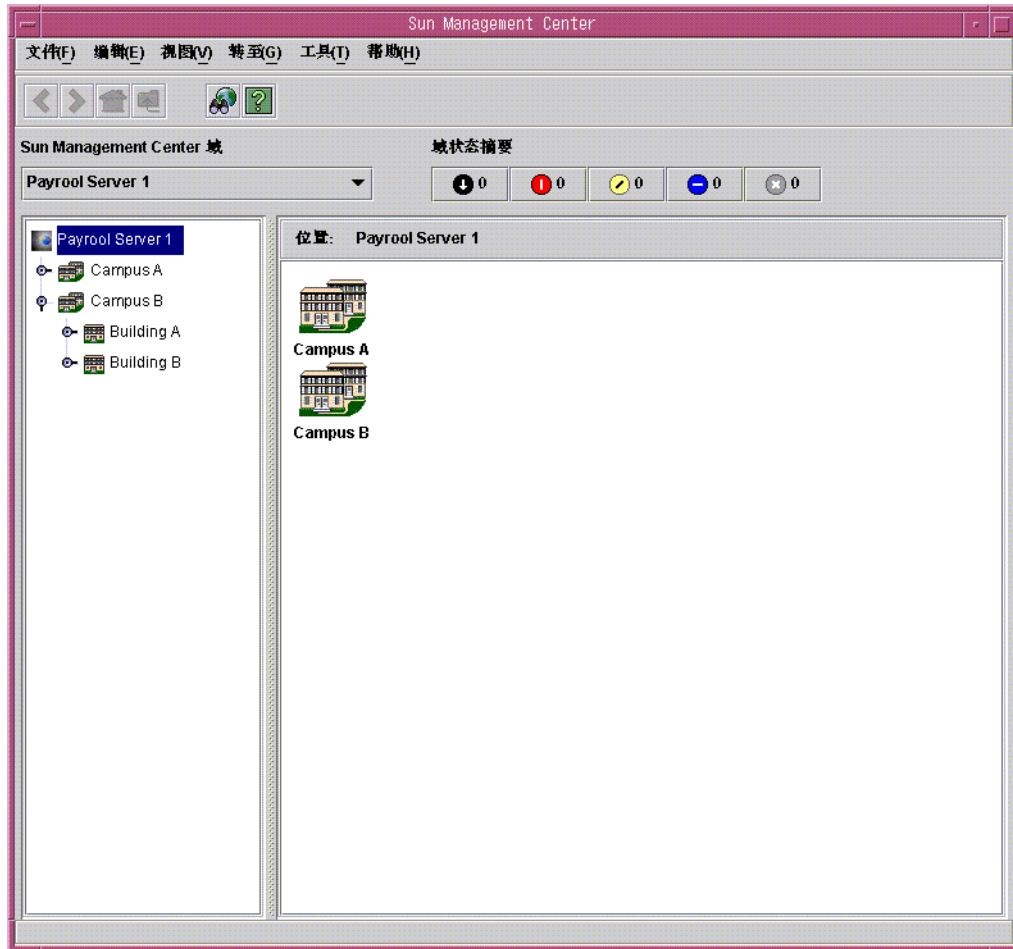 Sun Management Center
文件(F) 编辑(E) 视图(V) 转至(G) 工具(T) 帮助(H)
Sun Management Center 域 域状态摘要
Payrool Server 1 0 0 0 0 0
Payrool Server 1 位置: Payrool Server 1
Campus A
Campus B
Building A
Building B
Campus A
Campus B